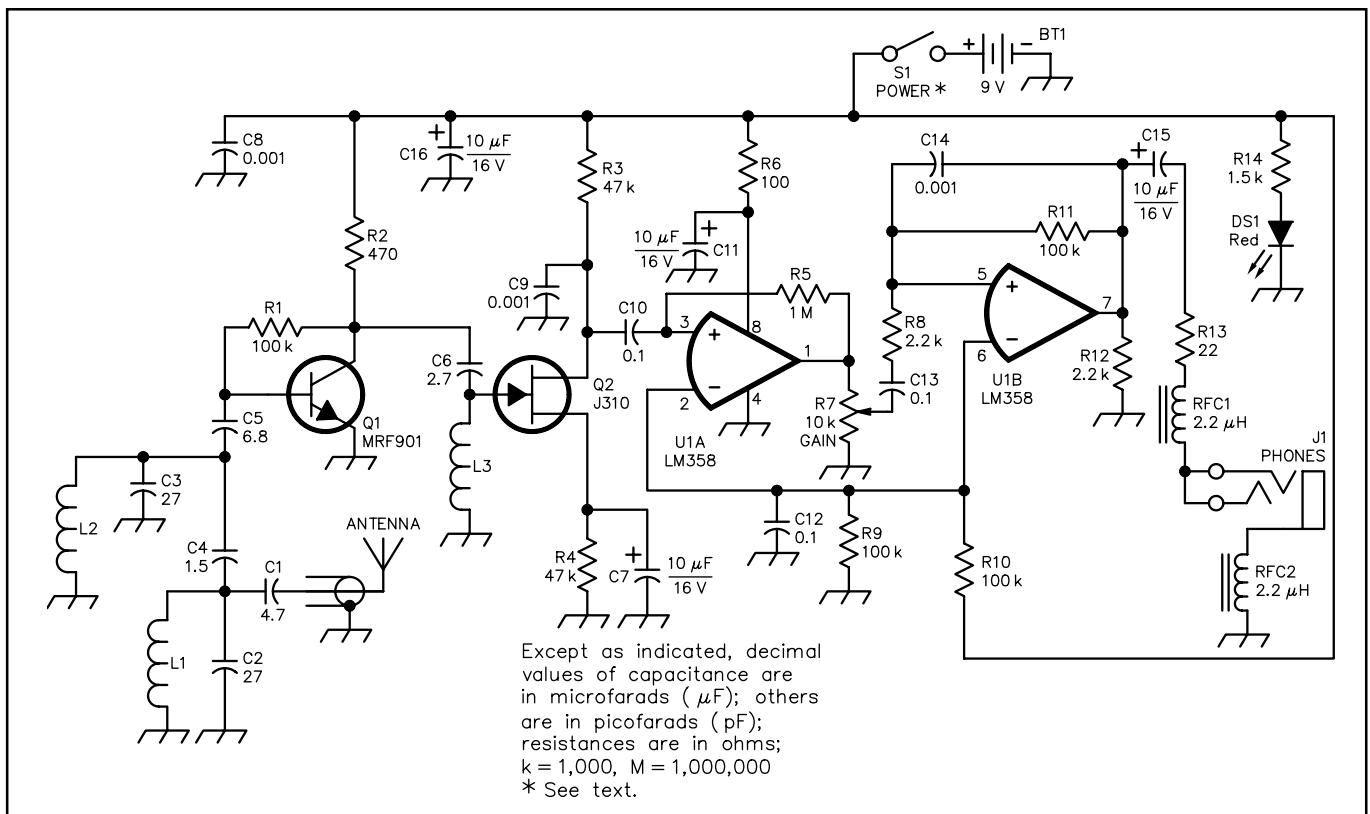 BT1
+
-
S1
POWER *
9 V
C8
0.001
+
C16
10 µF
16 V
R3
47 k
R6
100
C14
0.001
+
C15
10 µF
16 V
R14
1.5 k
R2
470
10 µF
16 V
+
C11
R11
100 k
DS1
Red
C9
0.001
R5
1 M
R1
100 k
C10
0.1
3
+
8
1
-
2
4
U1A
LM358
R8
2.2 k
5
+
7
-
6
U1B
LM358
R12
2.2 k
R13
22
C6
2.7
Q2
J310
C13
0.1
R7
10 k
GAIN
RFC1
2.2 µH
J1
PHONES
C5
6.8
Q1
MRF901
L3
C3
27
L2
ANTENNA
C4
1.5
C1
4.7
R4
47 k
+
C7
10 µF
16 V
C12
0.1
R9
100 k
R10
100 k
RFC2
2.2 µH
L1
C2
27
Except as indicated, decimal
values of capacitance are
in microfarads ( µF); others
are in picofarads ( pF);
resistances are in ohms;
k = 1,000, M = 1,000,000
* See text.